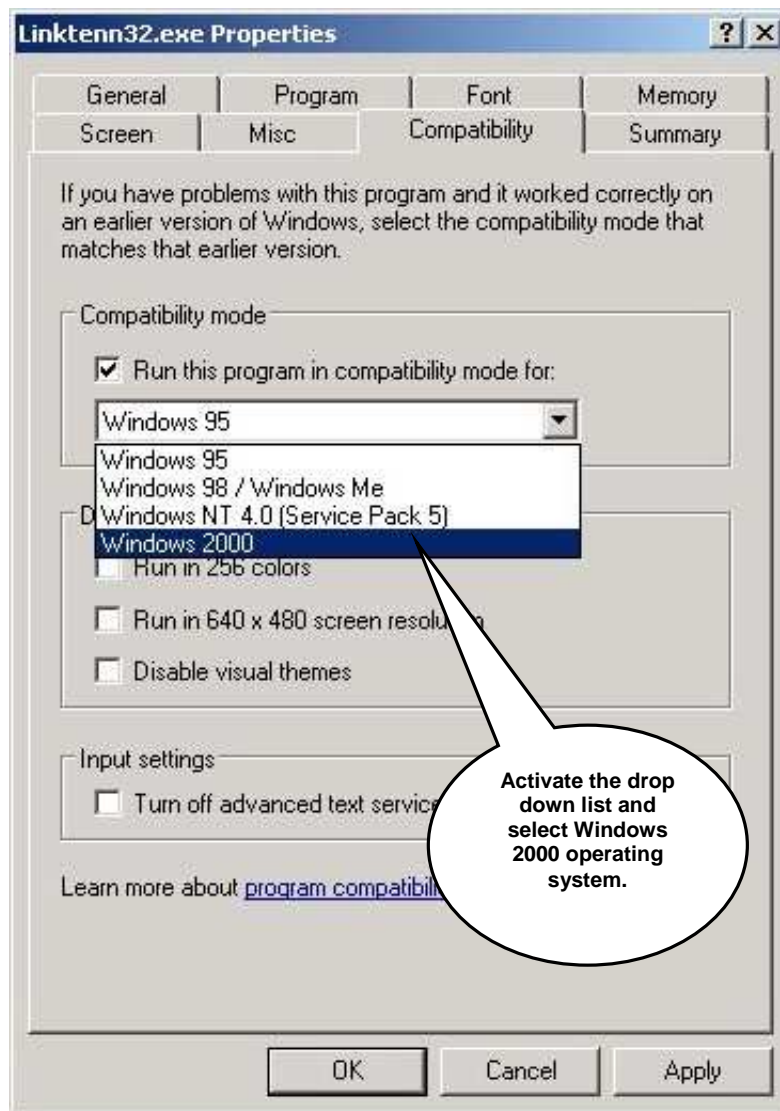 Linktenn32.exe Properties
General Program Font Memory
Screen Misc Compatibility Summary
If you have problems with this program and it worked correctly on
an earlier version of Windows, select the compatibility mode that
matches that earlier version.
Compatibility mode
Run this program in compatibility mode for:
Windows 95
Windows 95
Windows 98 / Windows Me
Windows NT 4.0 (Service Pack 5)
Windows 2000
Run in 256 colors
Run in 640 x 480 screen
Disable visual themes
Input settings
Turn off advanced text
Learn more about program
Activate the drop
down list and
select Windows
2000 operating
system.
OK Cancel Apply